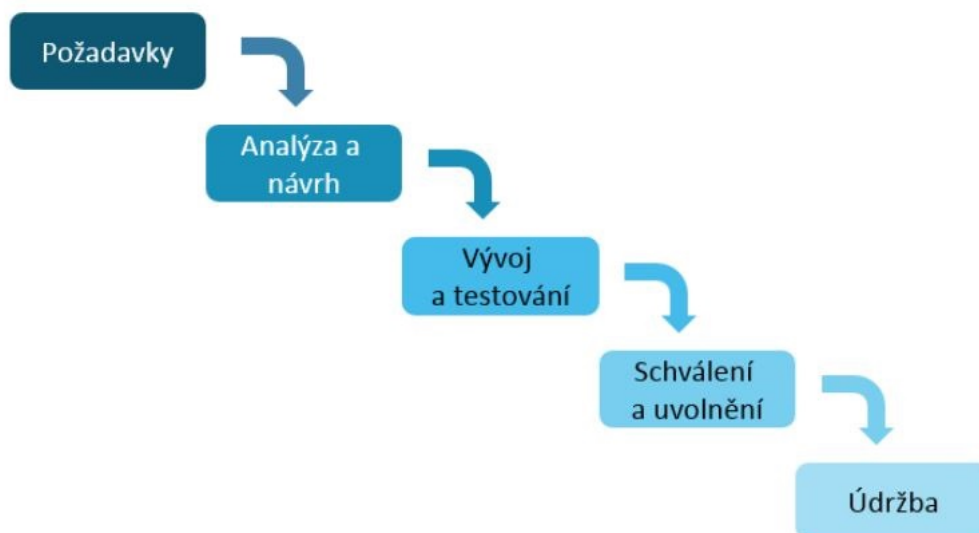 Požadavky
Analýza a
návrh
Vývoj
a testování
Schválení
a uvolnění
Údržba